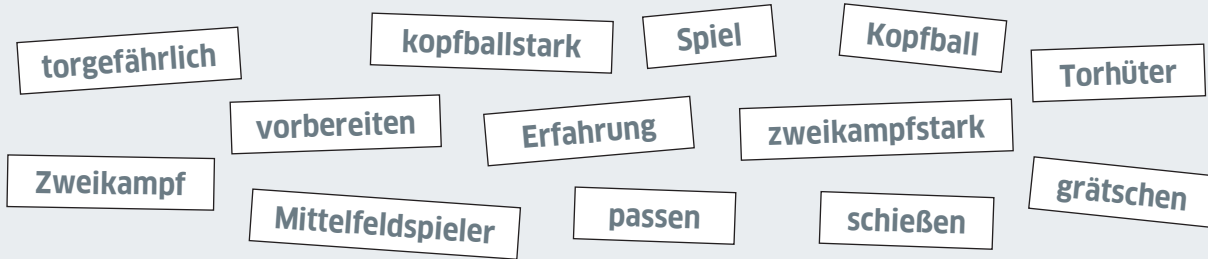 torgefährlich
kopfballstark
Spiel
Kopfball
Torhüter
vorbereiten
Erfahrung
zweikampfstark
Zweikampf
Mittelfeldspieler
passen
schießen
grätschen